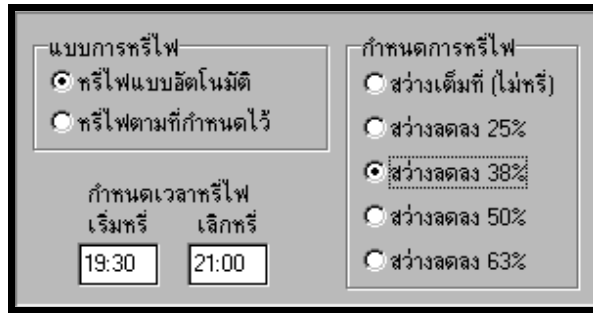 แบบการหรี่ไฟ
หรี่ไฟแบบอัตโนมัติ
หรี่ไฟตามที่กำหนดไว้
กำหนดเวลาหรี่ไฟ
เริ่มหรี่ เลิกหรี่
19:30 21:00
กำหนดการหรี่ไฟ
สว่างเต็มที่ (ไม่หรี่)
สว่างลดลง 25%
สว่างลดลง 38%
สว่างลดลง 50%
สว่างลดลง 63%